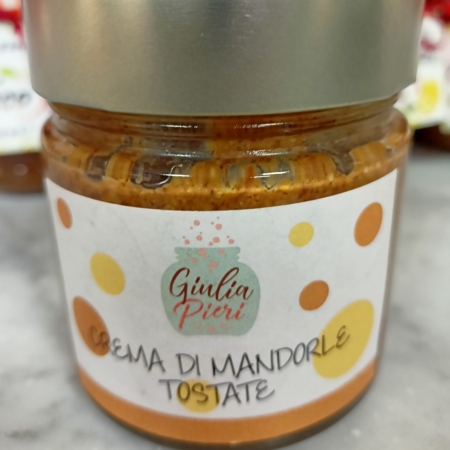 Giulia
Pieri
CREMA DI MANDORLE
TOSTATE